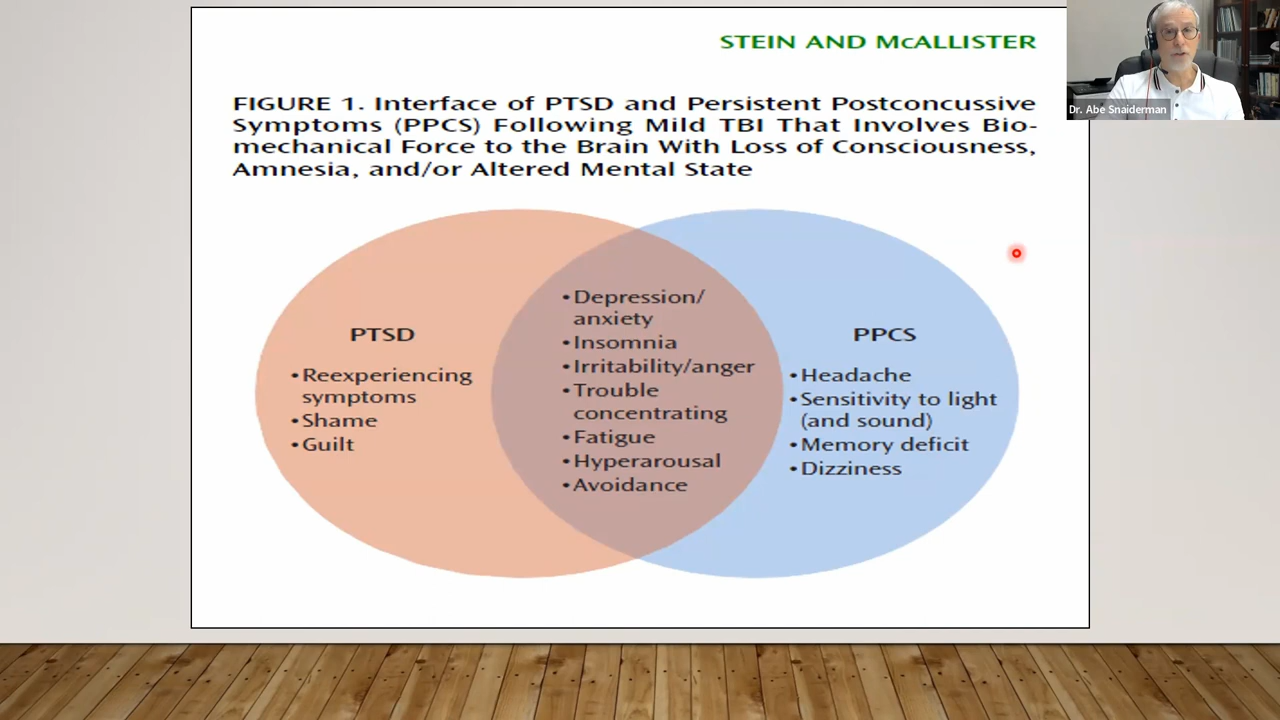 STEIN AND McALLISTER
Dr. Abe Snaiderman
FIGURE 1. Interface of PTSD and Persistent Postconcussive
Symptoms (PPCS) Following Mild TBI That Involves Bio-
mechanical Force to the Brain With Loss of Consciousness,
Amnesia, and/or Altered Mental State
PTSD
•Reexperiencing
symptoms
•Shame
•Guilt
•Depression/
anxiety
•Insomnia
•Irritability/anger
•Trouble
concentrating
•Fatigue
•Hyperarousal
•Avoidance
PPCS
•Headache
•Sensitivity to light
(and sound)
•Memory deficit
•Dizziness